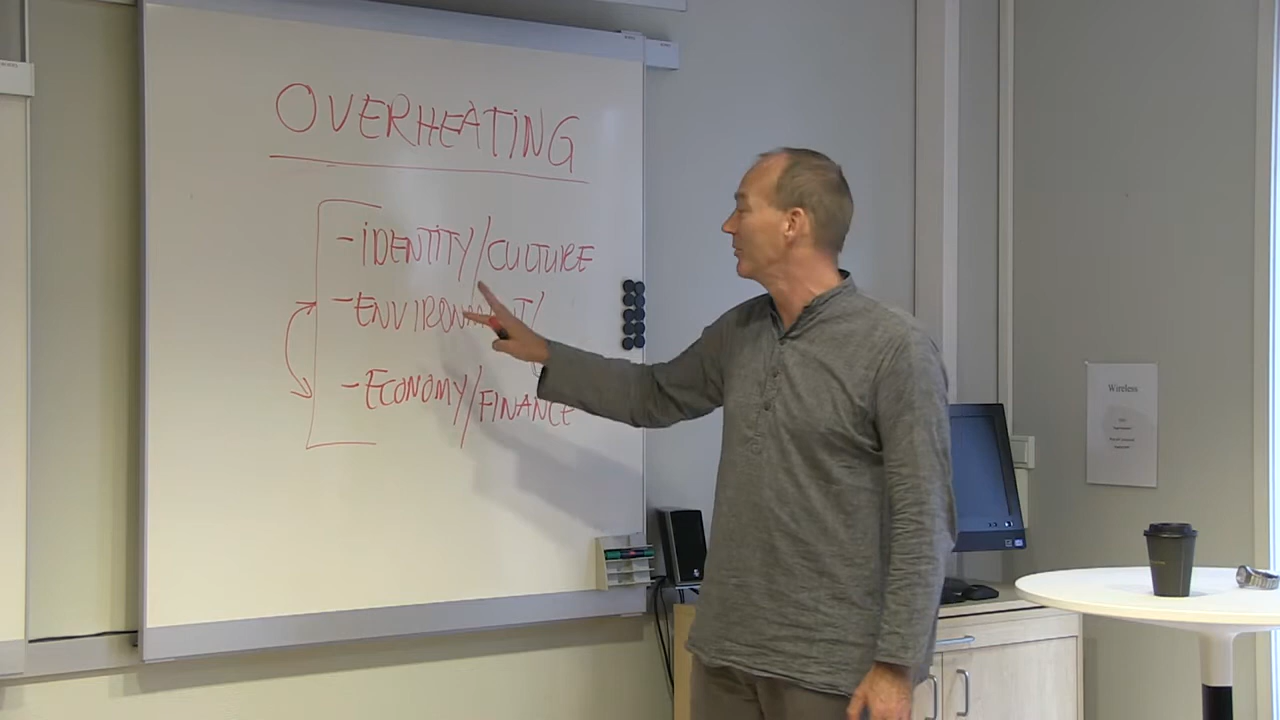 OVERHEATING
-IDENTITY/CULTURE
-ENVIRONMENT/
-ECONOMY/FINANCE
Wireless